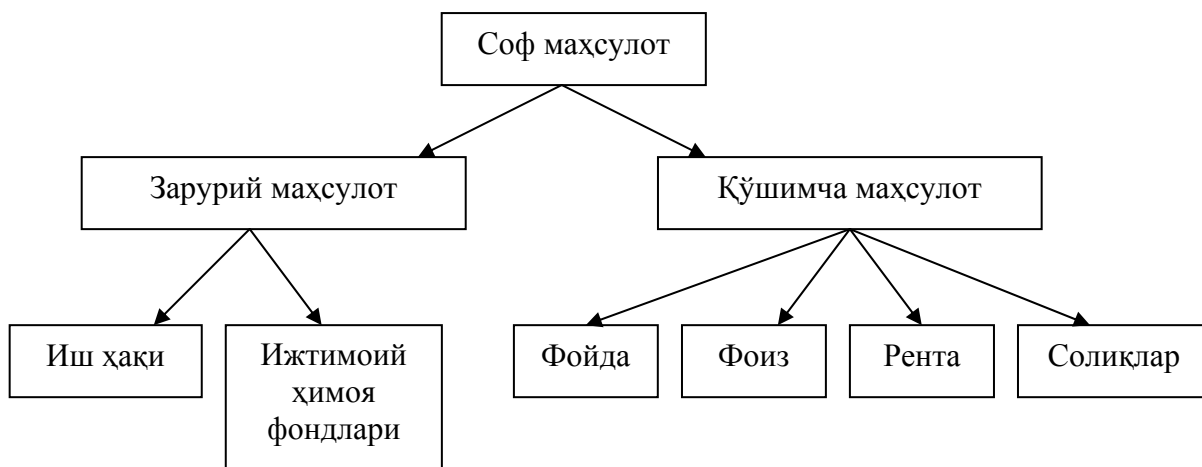 Соф маҳсулот
Зарурий маҳсулот
Қўшимча маҳсулот
Иш ҳақи
Ижтимоий
ҳимоя
фондлари
Фойда
Фоиз
Рента
Солиқлар